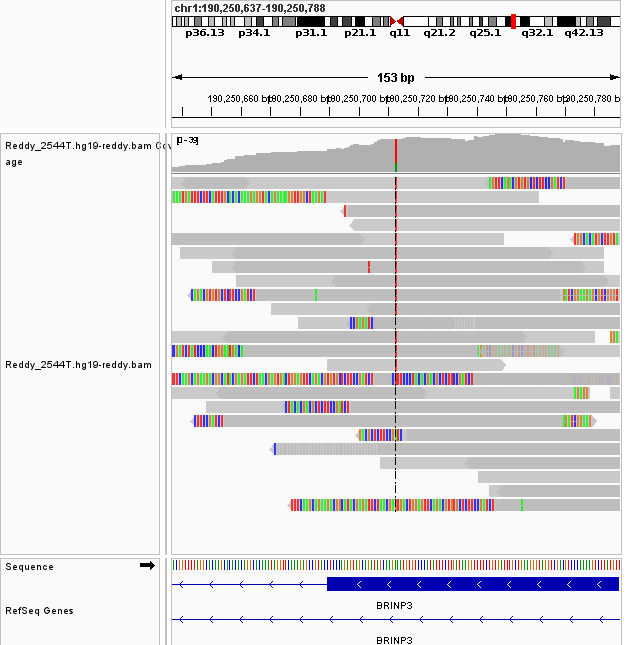 chr1:190,250,637-190,250,788
p36.13 p34.1 p31.1 p21.1 q11 q21.2 q25.1 q32.1 q42.13
153 bp
190,250,660 bp 190,250,680 bp 190,250,700 bp 190,250,720 bp 190,250,740 bp 190,250,760 bp 190,250,780 bp
[0-39]
Reddy_2544T.hg19-reddy.bam Cov
age
Reddy_2544T.hg19-reddy.bam
Sequence
BRINP3
RefSeq Genes
BRINP3